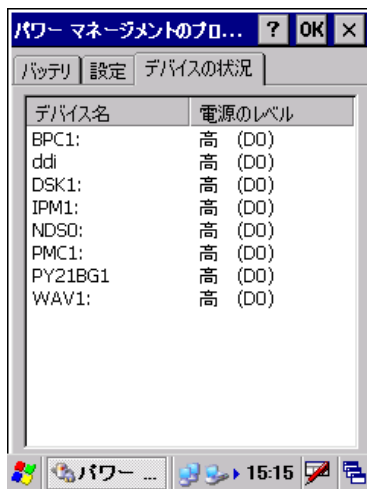 パワー マネージメントのプロ... ? OK ×
バッテリ 設定 デバイスの状況
デバイス名 電源のレベル
BPC1: 高 (D0)
ddi 高 (D0)
DSK1: 高 (D0)
IPM1: 高 (D0)
NDS0: 高 (D0)
PMC1: 高 (D0)
PY21BG1 高 (D0)
WAV1: 高 (D0)
パワー ... 15:15